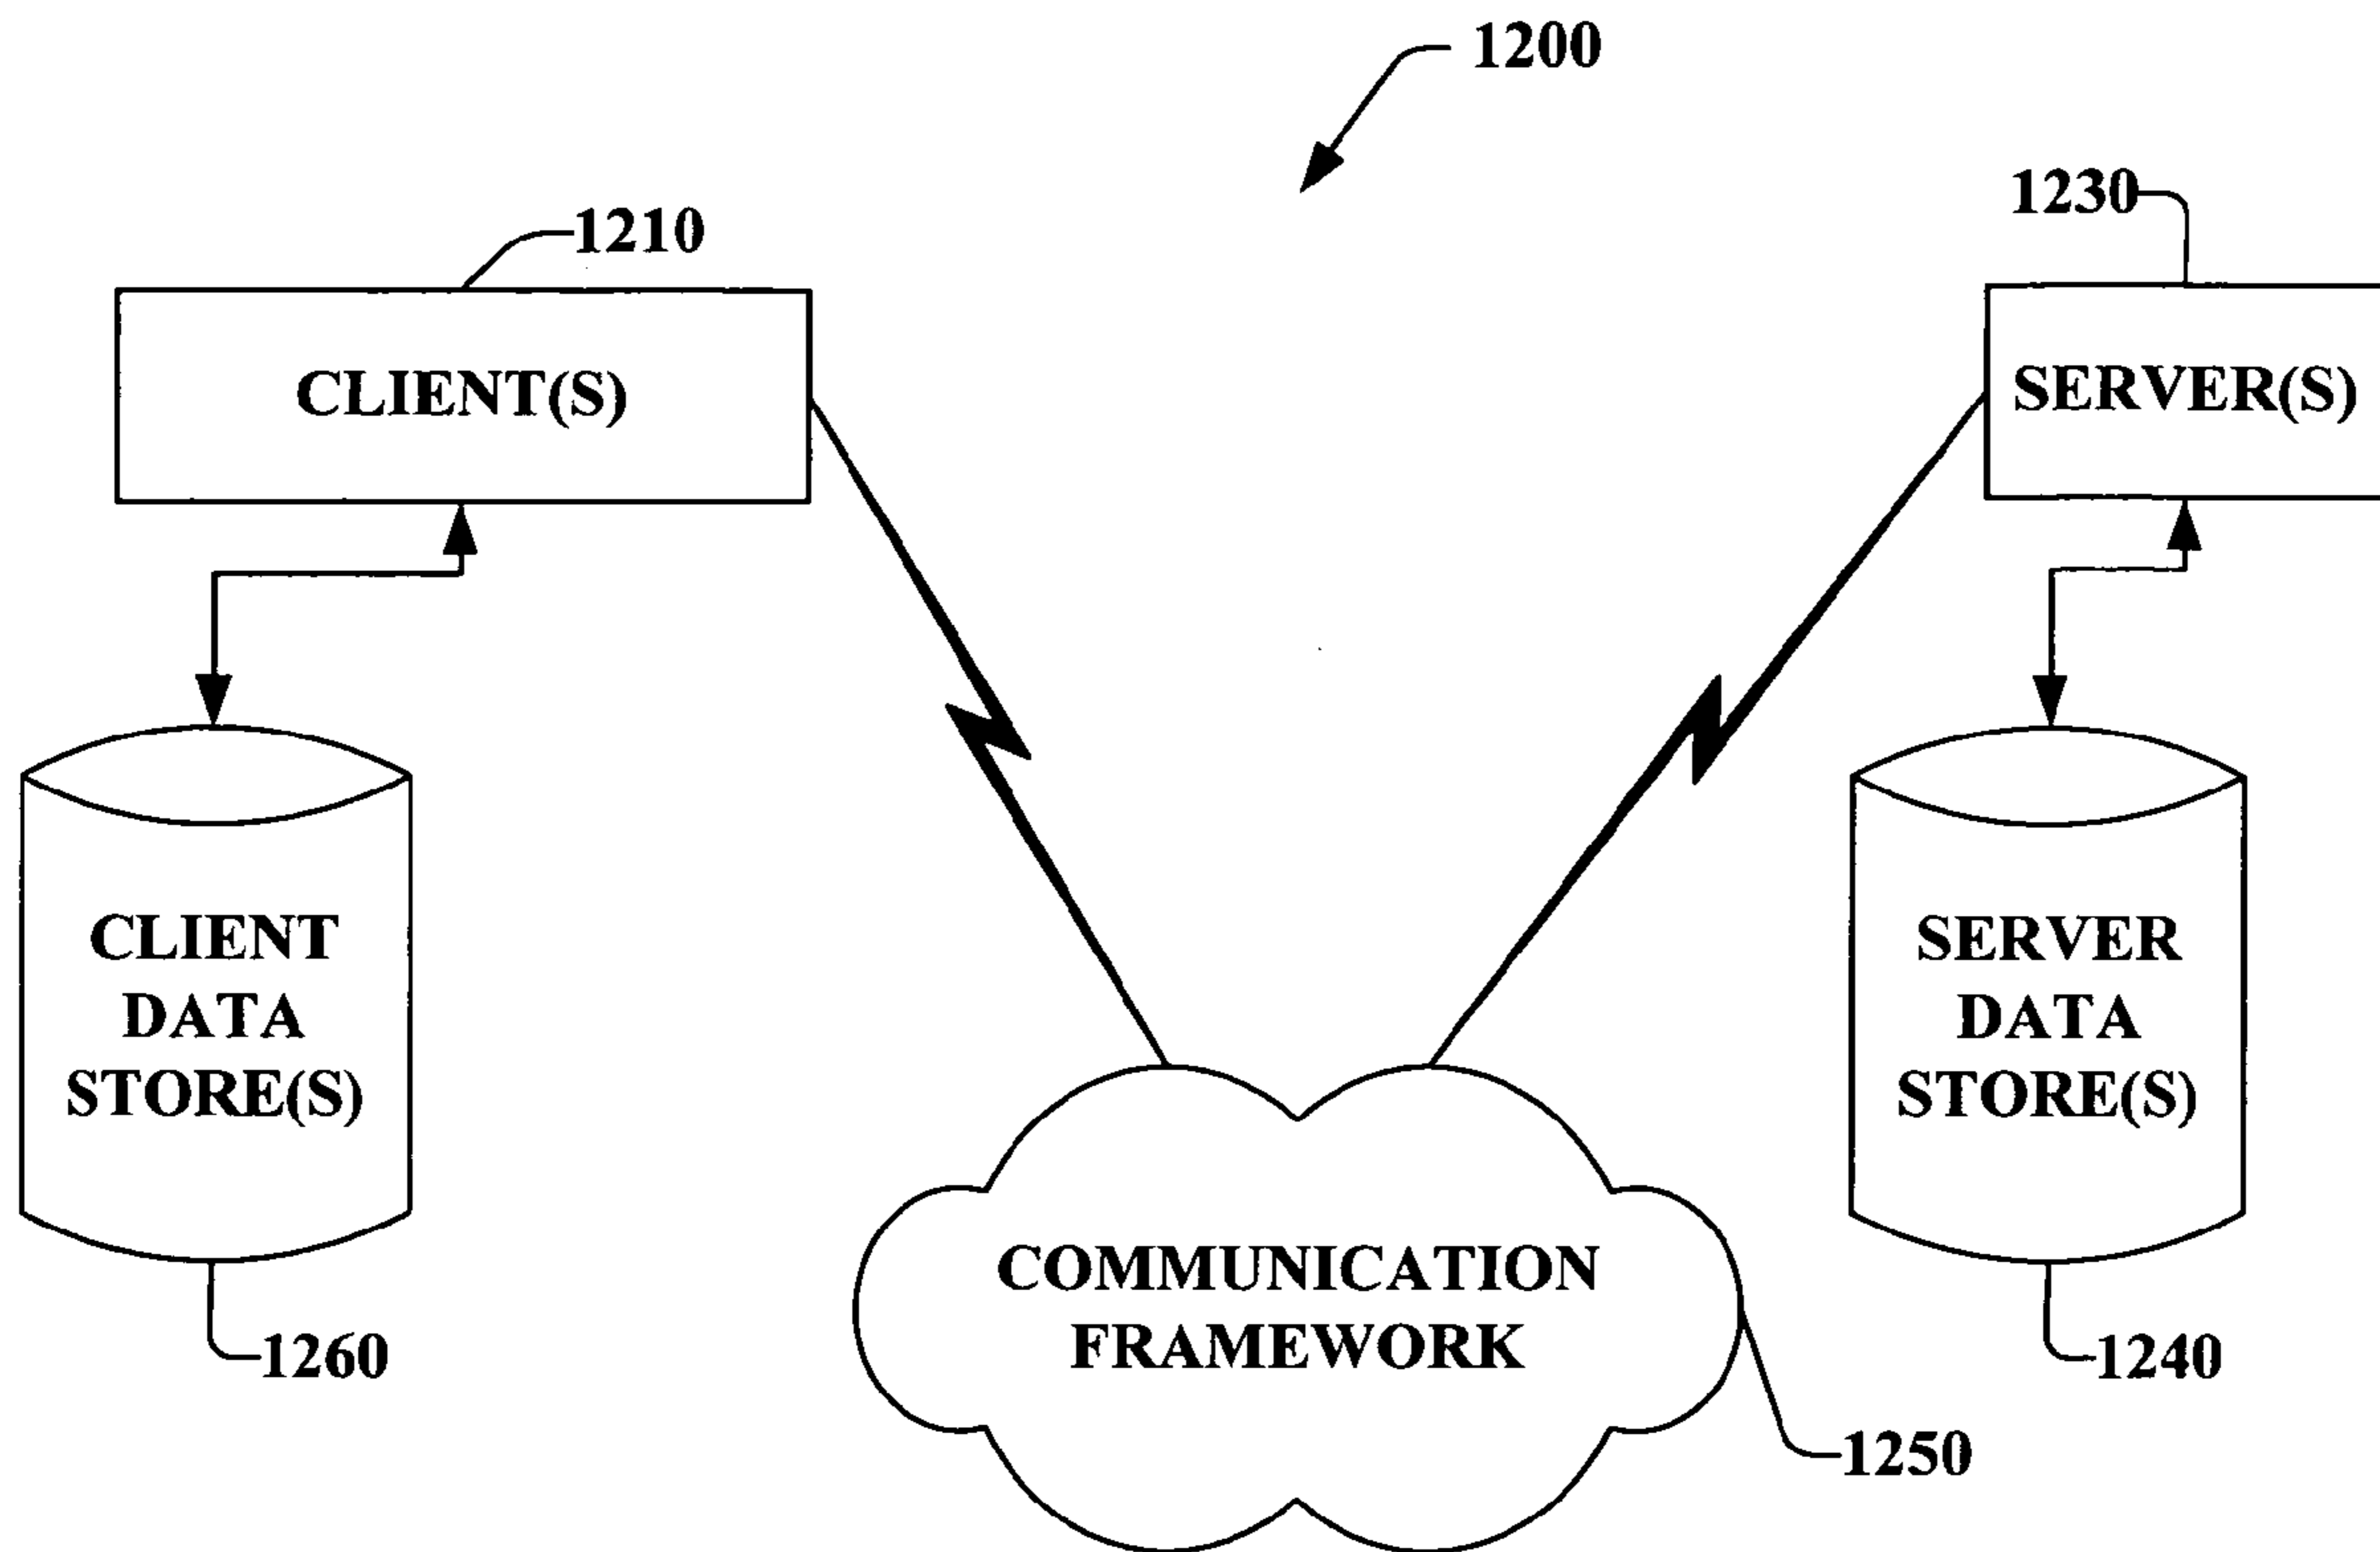 1200
1210
1230
CLIENT(S)
SERVER(S)
CLIENT
DATA
STORE(S)
SERVER
DATA
STORE(S)
COMMUNICATION
FRAMEWORK
1260
1240
1250